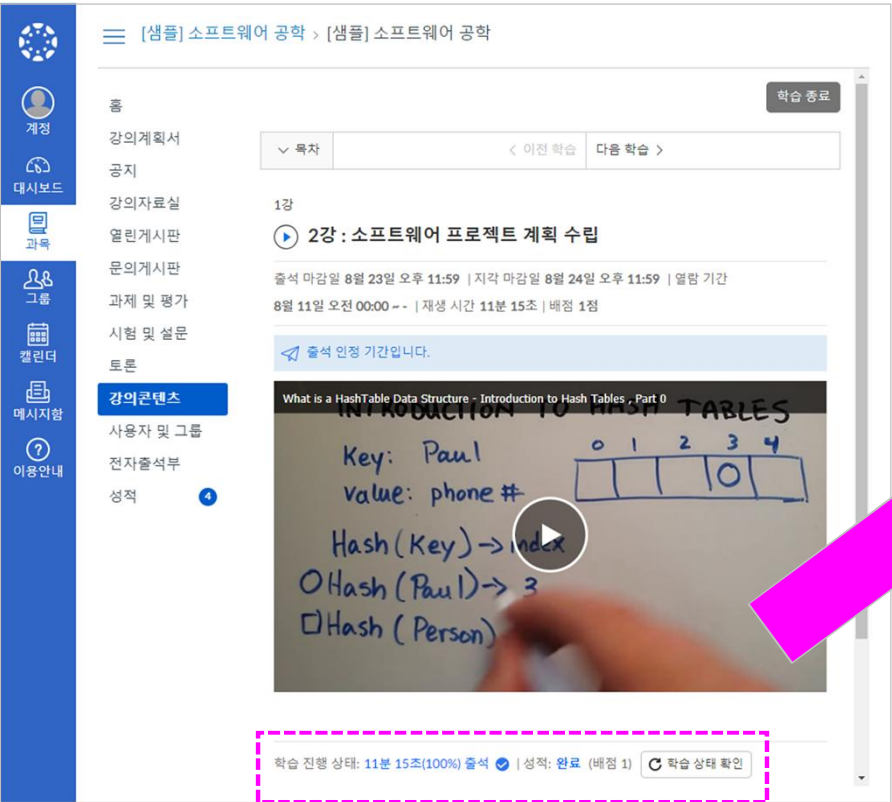 [샘플] 소프트웨어 공학 > [샘플] 소프트웨어 공학
계정
대시보드
과목
그룹
캘린더
메시지함
이용안내
홈
강의계획서
공지
강의자료실
열린게시판
문의게시판
과제 및 평가
시험 및 설문
토론
강의콘텐츠
사용자 및 그룹
전자출석부
성적 4
학습 종료
목차 < 이전 학습 다음 학습 >
1강
2강 : 소프트웨어 프로젝트 계획 수립
출석 마감일 8월 23일 오후 11:59 | 지각 마감일 8월 24일 오후 11:59 | 열람 기간
8월 11일 오전 00:00 ~ - | 재생 시간 11분 15초 | 배점 1점
출석 인정 기간입니다.
What is a HashTable Data Structure - Introduction to Hash Tables , Part 0
INTRODUCTION TO HASH TABLES
Key: Paul
0 1 2 3 4
Value: phone #
Hash(Key)->index
Hash(Paul)-> 3
Hash(Person)
학습 진행 상태: 11분 15초(100%) 출석 | 성적: 완료 (배점 1) 학습 상태 확인